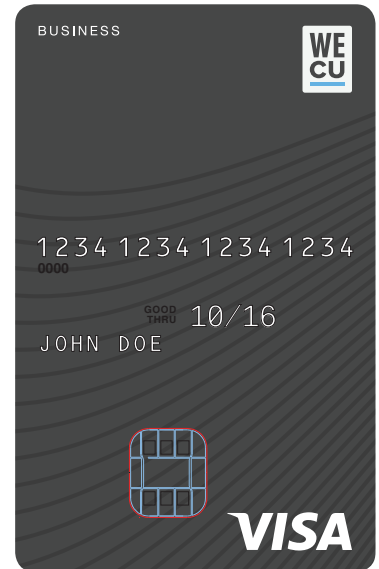 BUSINESS
WE
CU
1234 1234 1234 1234
0000
GOOD
THRU 10/16
JOHN DOE
VISA